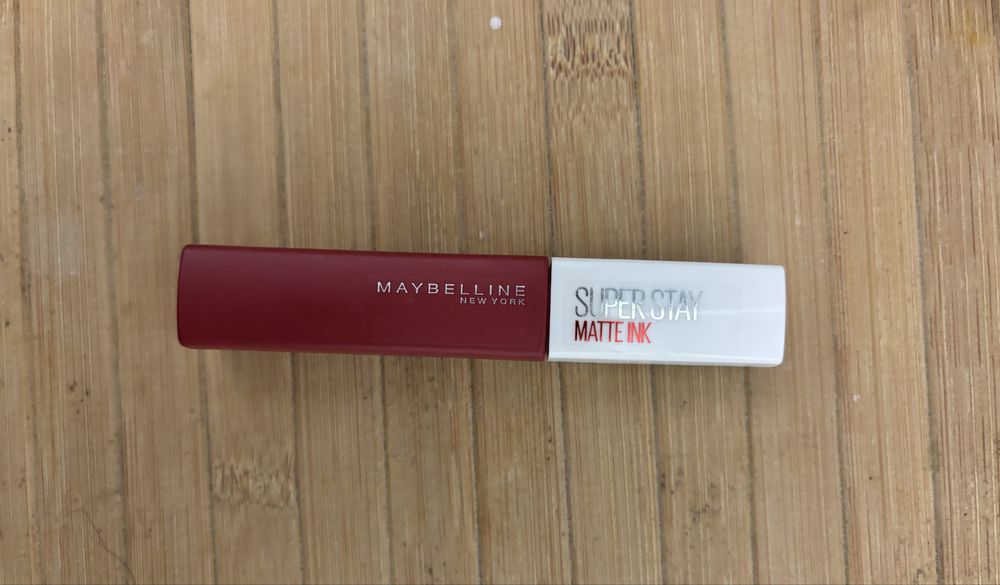 MAYBELLINE
NEW YORK
SUPER STAY
MATTE INK